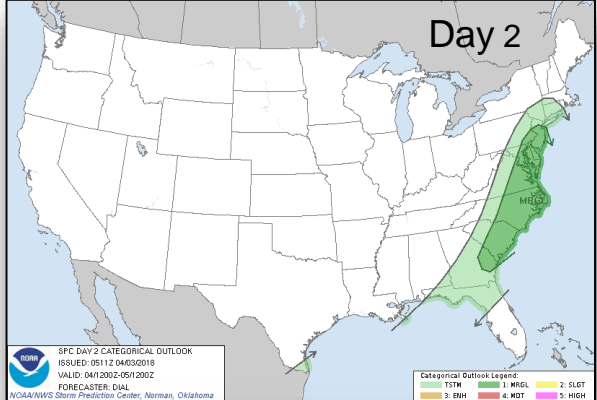 Day 2
MRGL
NOAA
SPC DAY 2 CATEGORICAL OUTLOOK
ISSUED: 0511Z 04/03/2018
VALID: 04/1200Z-05/1200Z
FORECASTER: DIAL
NOAA/NWS Storm Prediction Center, Norman, Oklahoma
Categorical Outlook Legend:
TSTM 1: MRGL 2: SLGT
3: ENH 4: MDT 5: HIGH